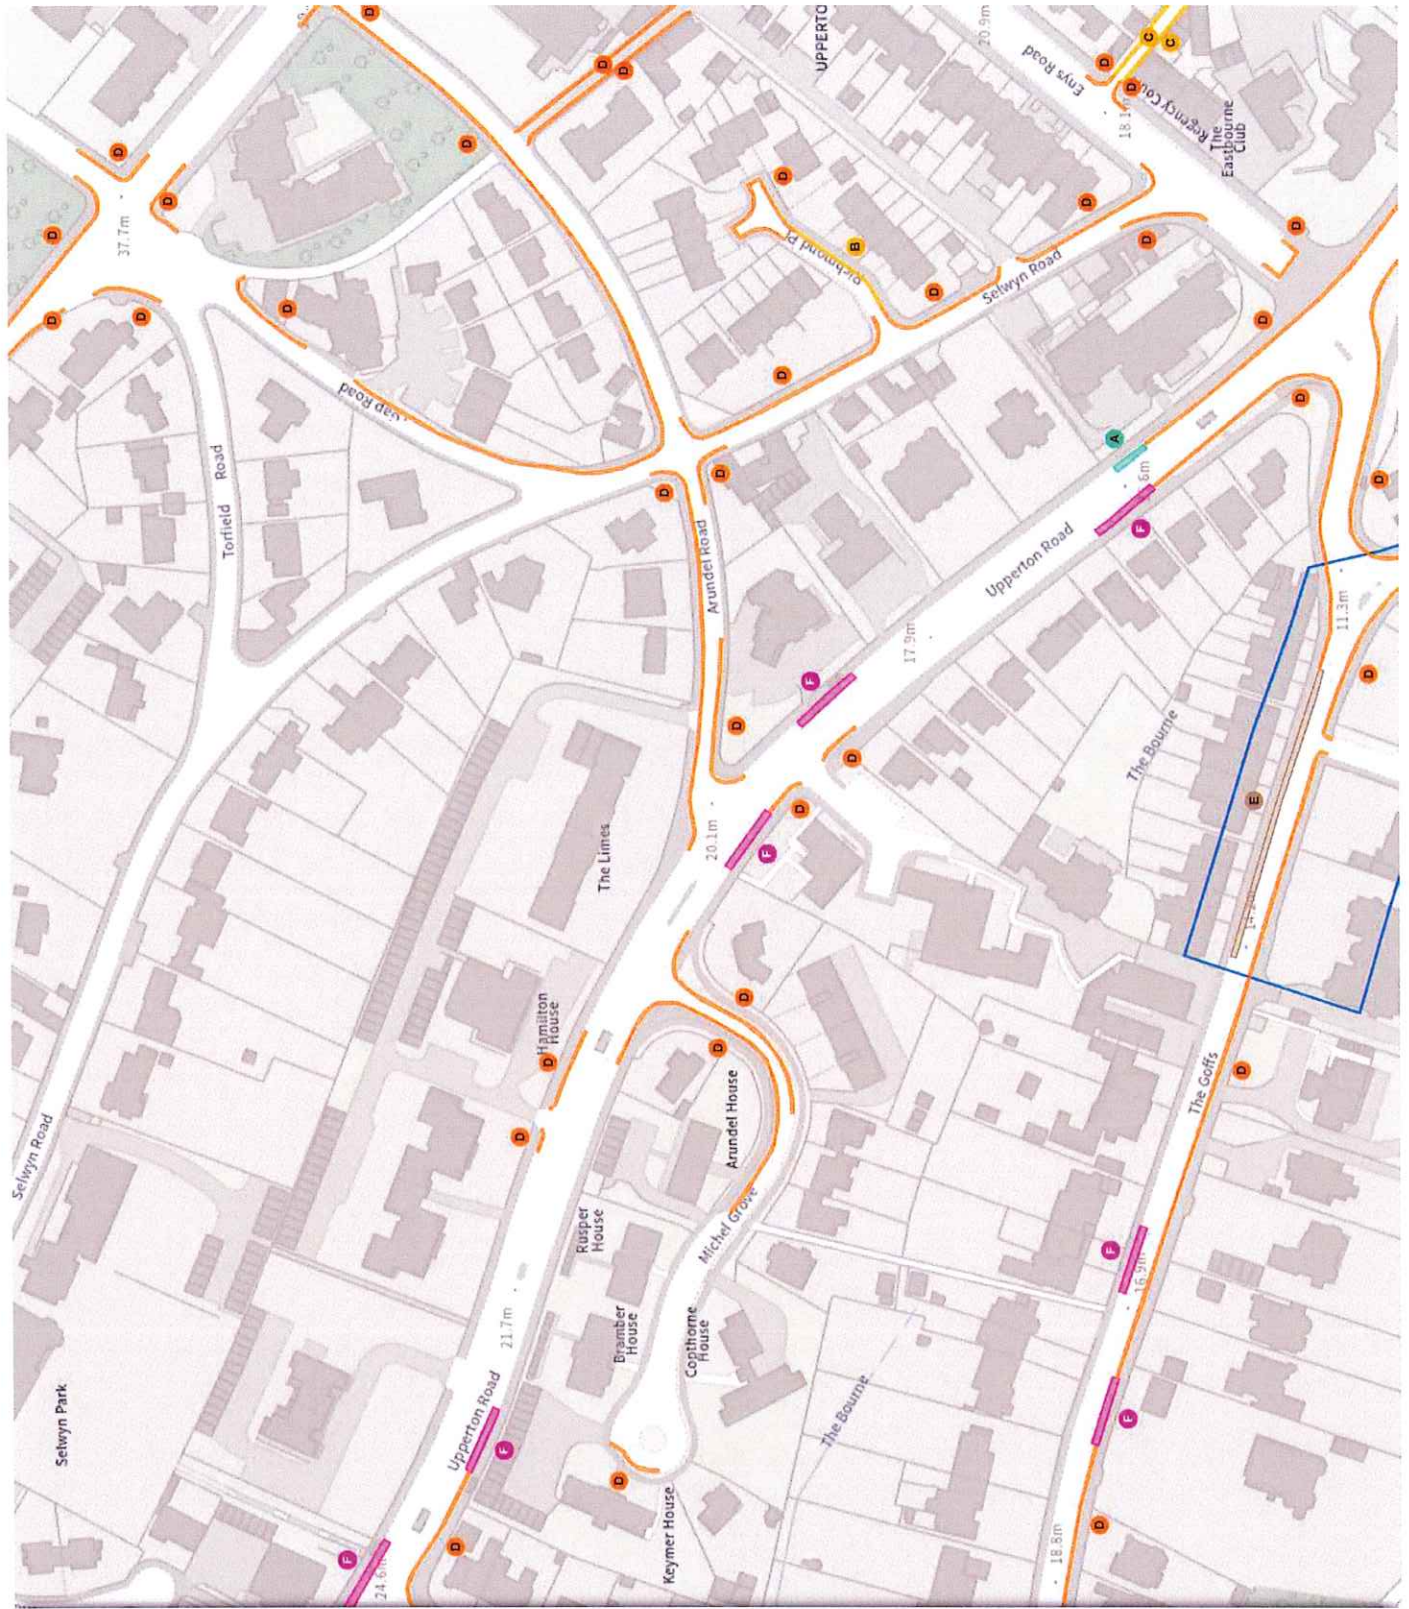 D
D
D
UPPERTO
20.9m
Enys Road
D
C
C
D
18.1m
Regency Cou
The
Eastbourne
Club
D
D
37.7m
D
D
D
D
D
D
Richmond Pl
B
D
D
D
Selwyn Road
D
D
D
D
Gap Road
Torfield Road
D
D
Arundel Road
A
6m
F
D
D
Upperton Road
17.9m
F
D
D
11.3m
D
The Bourne
E
20.1m
F
D
The Limes
D
D
Hamilton
House
D
D
Arundel House
The Goffs
D
Selwyn Road
Rusper
House
Michel Grove
F
16.9m
21.7m
Bramber
House
Copthorne
House
The Bourne
F
Selwyn Park
Upperton Road
F
D
Keymer House
D
18.8m
D
F
24.6m